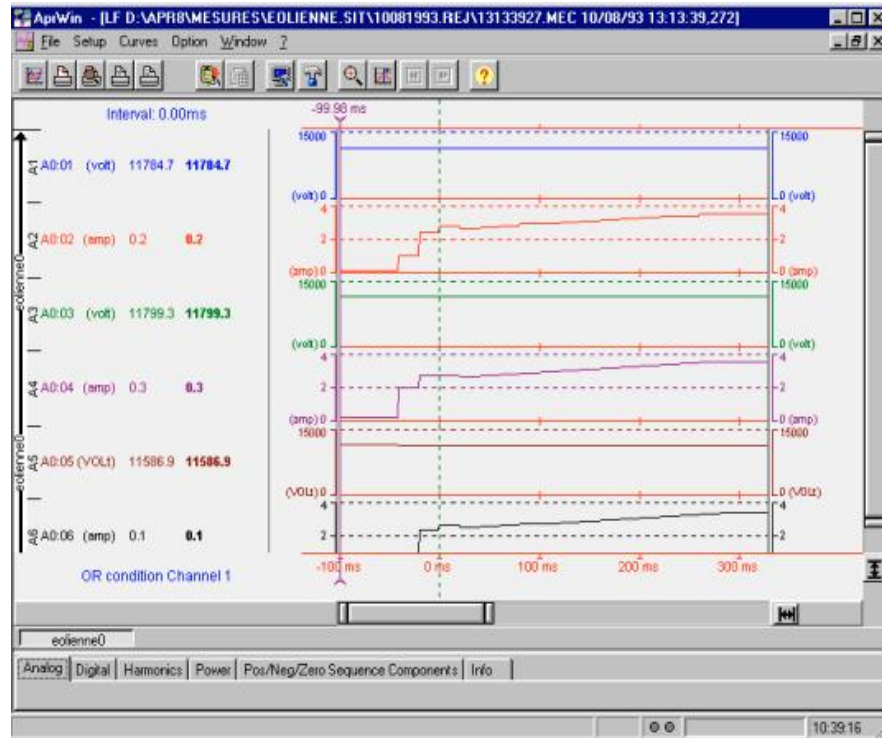 AprWin - [LF D:\APR8\MESURES\EOLIENNE.SIT\10081993.REJ\13133927.MEC 10/08/93 13:13:39,272]
File Setup Curves Option Window ?
Interval: 0.00ms
-99.98 ms
A1 A0:01 (volt) 11784.7 11784.7
15000 15000
(volt) 0 0 (volt)
A2 A0:02 (amp) 0.2 0.2
4 4
2 2
(amp) 0 0 (amp)
eolienne0
A3 A0:03 (volt) 11799.3 11799.3
15000 15000
(volt) 0 0 (volt)
A4 A0:04 (amp) 0.3 0.3
4 4
2 2
(amp) 0 0 (amp)
eolienne0
A5 A0:05 (VOLt) 11586.9 11586.9
15000 15000
(VOLt) 0 0 (VOLt)
A6 A0:06 (amp) 0.1 0.1
4 4
2 2
-100 ms 0 ms 100 ms 200 ms 300 ms
OR condition Channel 1
eolienne0
Analog Digital Harmonics Power Pos/Neg/Zero Sequence Components Info
10:39:16